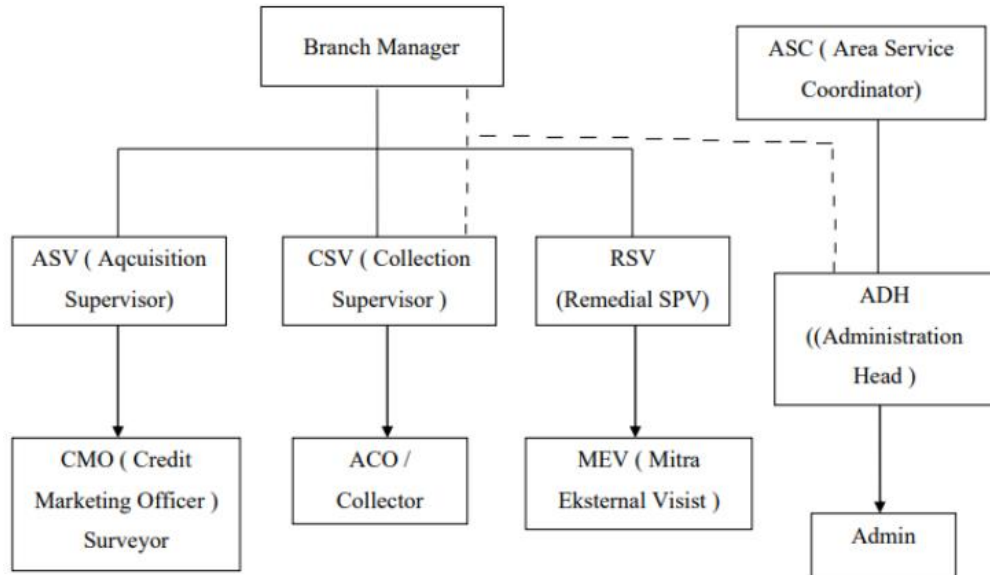 Branch Manager
ASC ( Area Service
Coordinator)
ASV ( Aqcuisition
Supervisor)
CSV ( Collection
Supervisor )
RSV
(Remedial SPV)
ADH
((Administration
Head )
CMO ( Credit
Marketing Officer )
Surveyor
ACO /
Collector
MEV ( Mitra
Eksternal Visist )
Admin